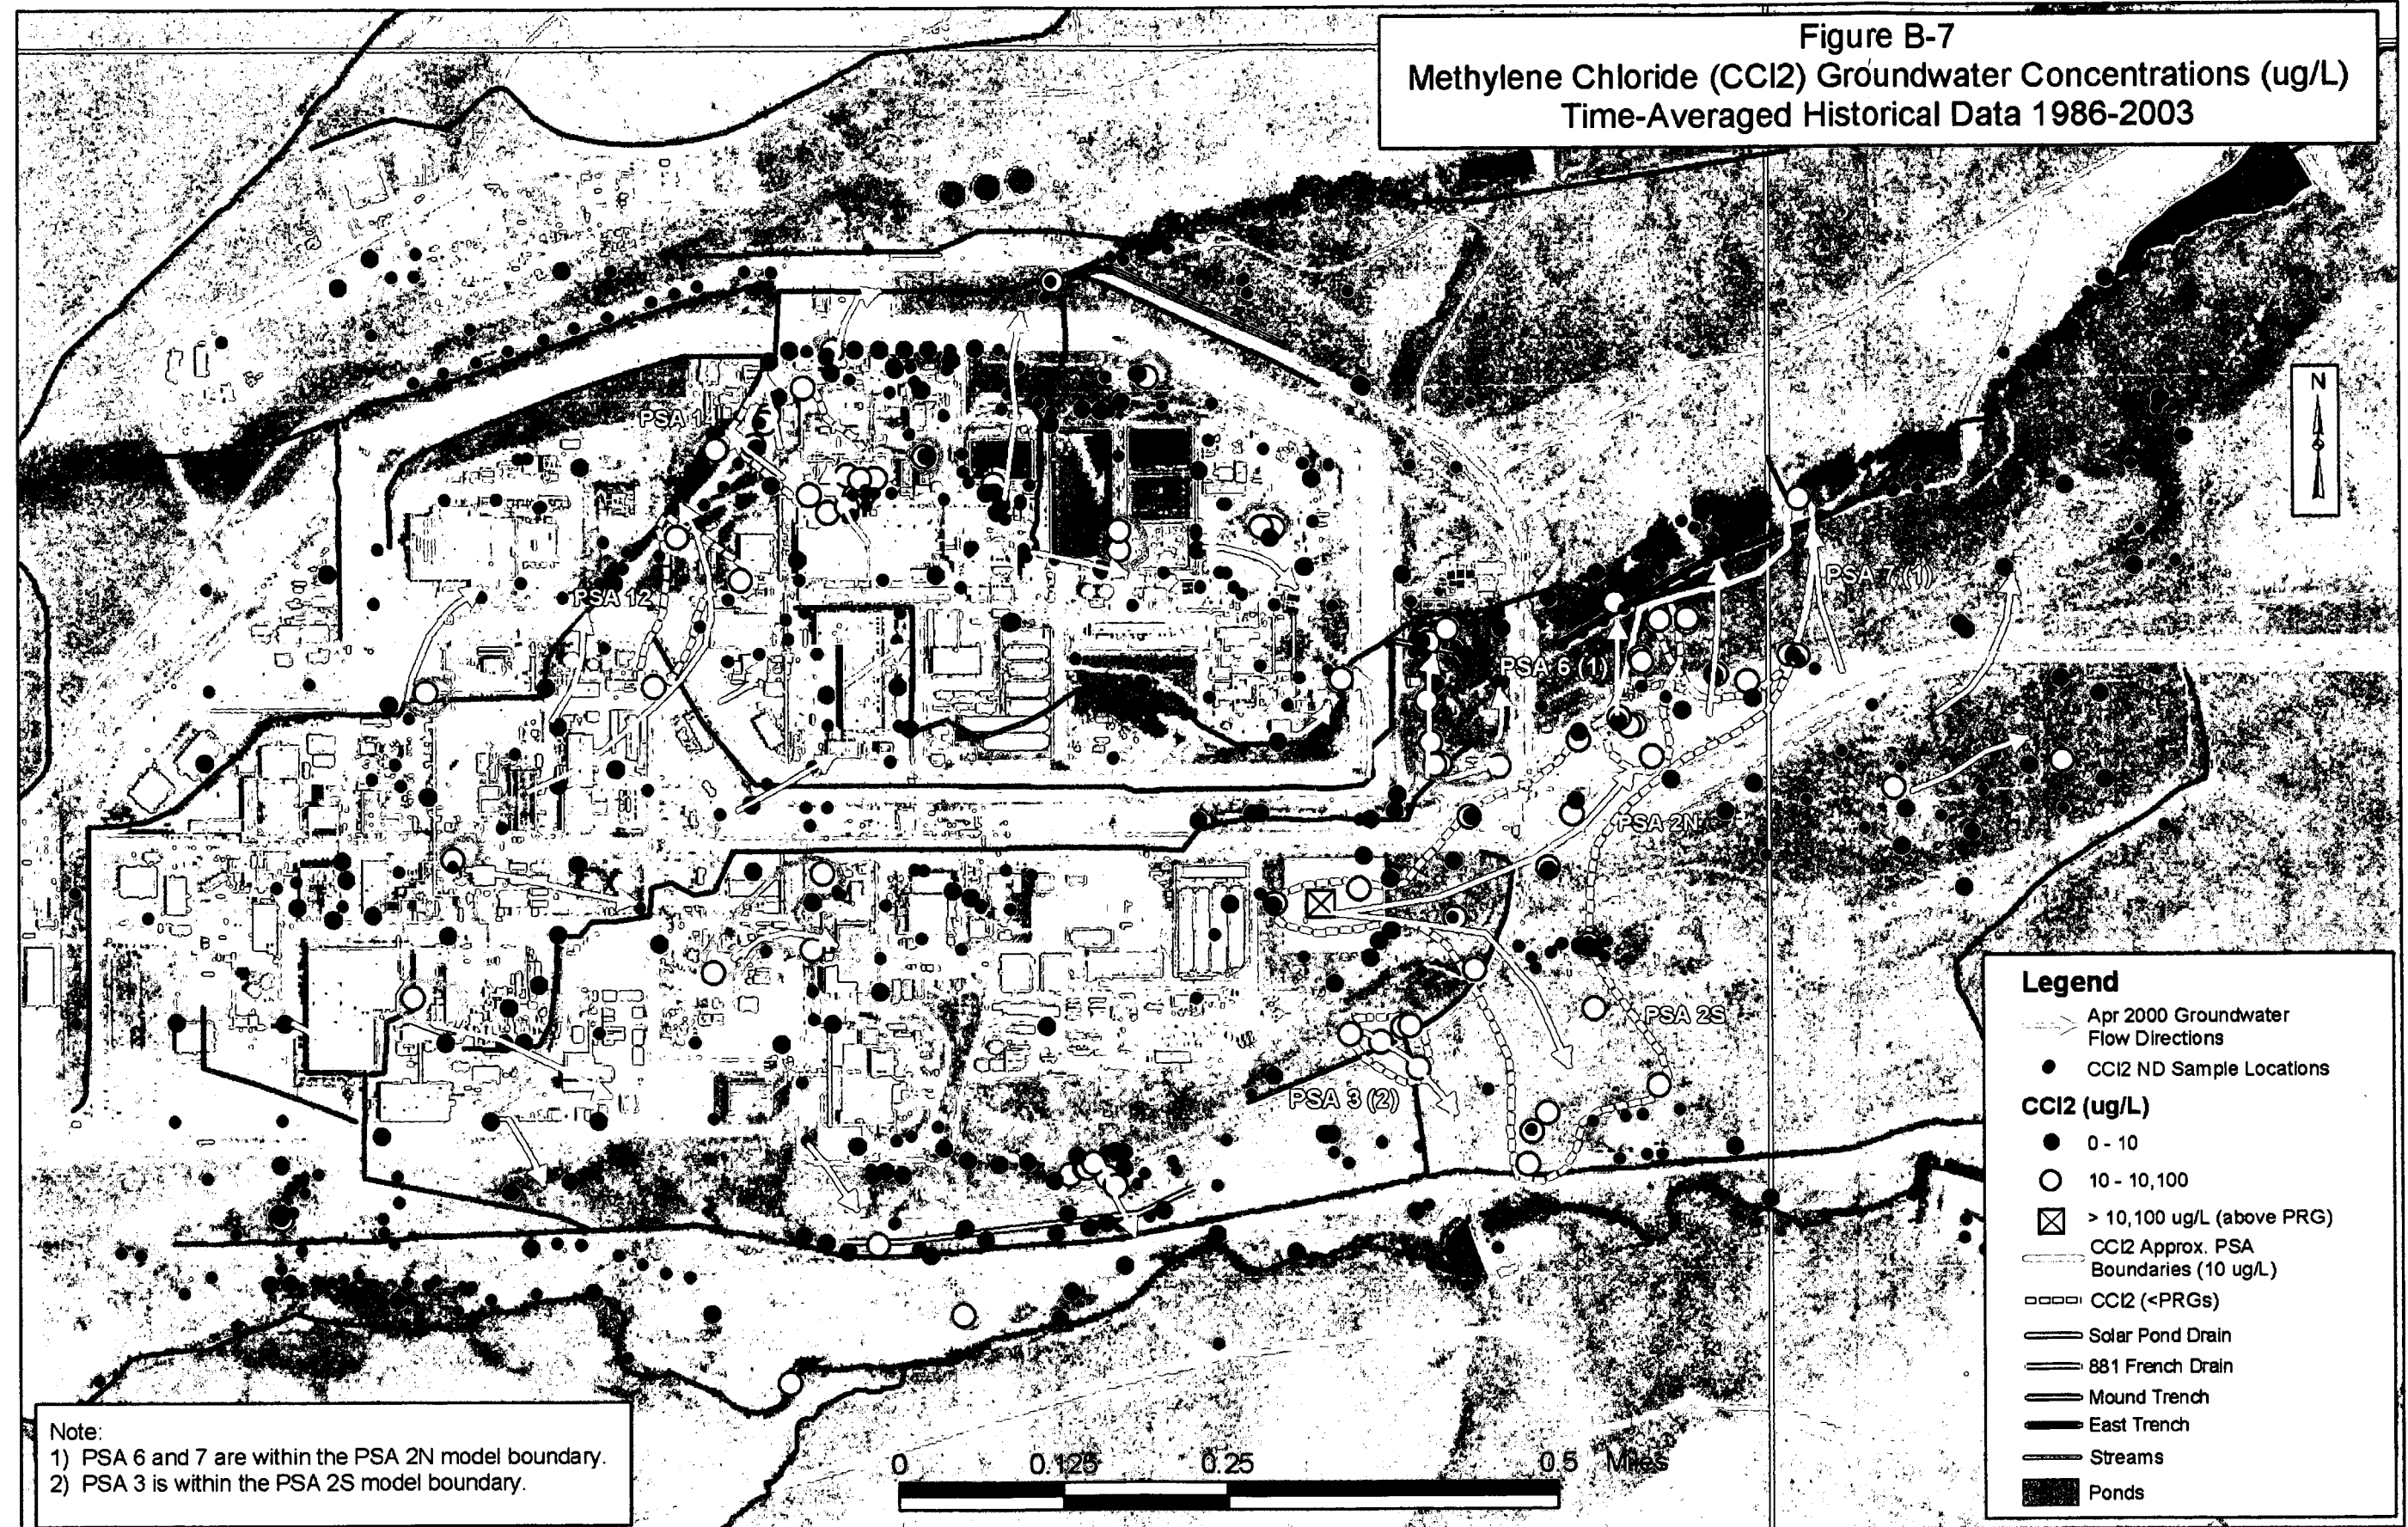 Figure B-7
Methylene Chloride (CCl2) Groundwater Concentrations (ug/L)
Time-Averaged Historical Data 1986-2003
N
PSA 14
PSA 12
PSA 7 (1)
PSA 6 (1)
PSA 2N
PSA 2S
PSA 3 (2)
Legend
Apr 2000 Groundwater
Flow Directions
CCl2 ND Sample Locations
CCl2 (ug/L)
0 - 10
10 - 10,100
> 10,100 ug/L (above PRG)
CCl2 Approx. PSA
Boundaries (10 ug/L)
CCl2 (<PRGs)
Solar Pond Drain
881 French Drain
Mound Trench
East Trench
Streams
Ponds
Note:
1) PSA 6 and 7 are within the PSA 2N model boundary.
2) PSA 3 is within the PSA 2S model boundary.
0 0.125 0.25 0.5 Miles